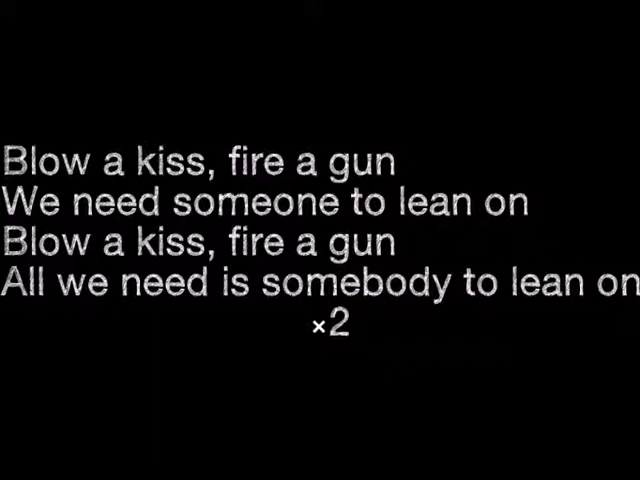 Blow a kiss, fire a gun
We need someone to lean on
Blow a kiss, fire a gun
All we need is somebody to lean on
×2